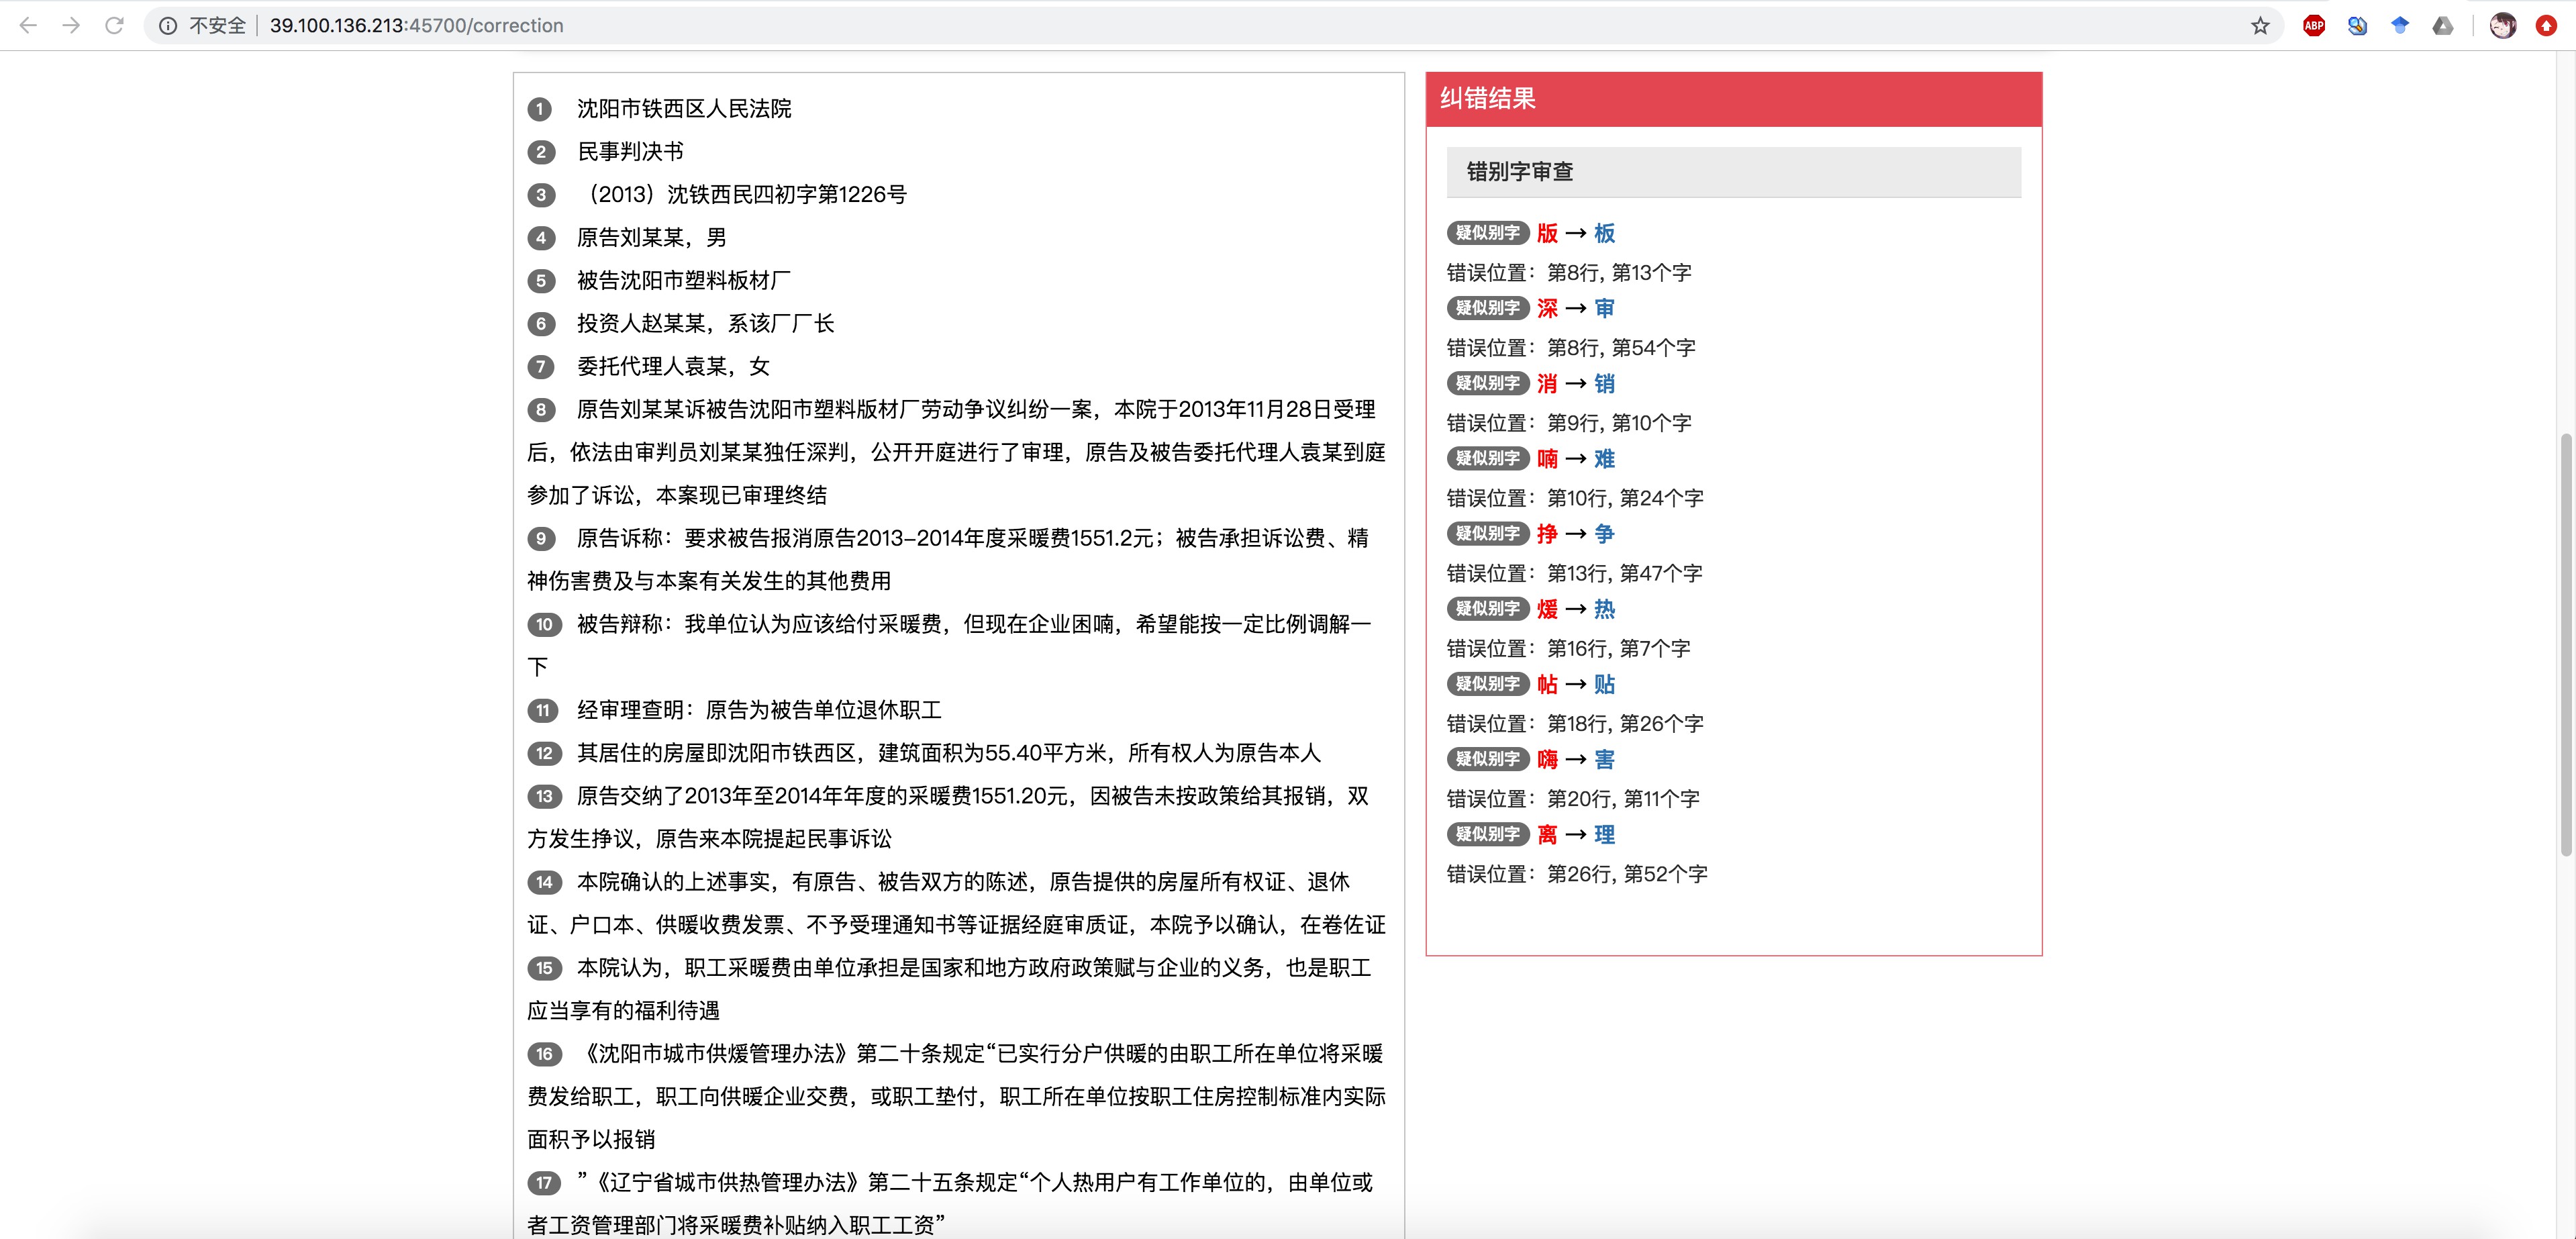 不安全 39.100.136.213:45700/correction
ABP
1 沈阳市铁西区人民法院
2 民事判决书
3 （2013）沈铁西民四初字第1226号
4 原告刘某某，男
5 被告沈阳市塑料板材厂
6 投资人赵某某，系该厂厂长
7 委托代理人袁某，女
8 原告刘某某诉被告沈阳市塑料版材厂劳动争议纠纷一案，本院于2013年11月28日受理
后，依法由审判员刘某某独任深判，公开开庭进行了审理，原告及被告委托代理人袁某到庭
参加了诉讼，本案现已审理终结
9 原告诉称：要求被告报消原告2013–2014年度采暖费1551.2元；被告承担诉讼费、精
神伤害费及与本案有关发生的其他费用
10 被告辩称：我单位认为应该给付采暖费，但现在企业困喃，希望能按一定比例调解一
下
11 经审理查明：原告为被告单位退休职工
12 其居住的房屋即沈阳市铁西区，建筑面积为55.40平方米，所有权人为原告本人
13 原告交纳了2013年至2014年年度的采暖费1551.20元，因被告未按政策给其报销，双
方发生挣议，原告来本院提起民事诉讼
14 本院确认的上述事实，有原告、被告双方的陈述，原告提供的房屋所有权证、退休
证、户口本、供暖收费发票、不予受理通知书等证据经庭审质证，本院予以确认，在卷佐证
15 本院认为，职工采暖费由单位承担是国家和地方政府政策赋与企业的义务，也是职工
应当享有的福利待遇
16 《沈阳市城市供煖管理办法》第二十条规定“已实行分户供暖的由职工所在单位将采暖
费发给职工，职工向供暖企业交费，或职工垫付，职工所在单位按职工住房控制标准内实际
面积予以报销
17 ”《辽宁省城市供热管理办法》第二十五条规定“个人热用户有工作单位的，由单位或
者工资管理部门将采暖费补贴纳入职工工资”
纠错结果
错别字审查
疑似别字 版 → 板
错误位置：第8行, 第13个字
疑似别字 深 → 审
错误位置：第8行, 第54个字
疑似别字 消 → 销
错误位置：第9行, 第10个字
疑似别字 喃 → 难
错误位置：第10行, 第24个字
疑似别字 挣 → 争
错误位置：第13行, 第47个字
疑似别字 煖 → 热
错误位置：第16行, 第7个字
疑似别字 帖 → 贴
错误位置：第18行, 第26个字
疑似别字 嗨 → 害
错误位置：第20行, 第11个字
疑似别字 离 → 理
错误位置：第26行, 第52个字